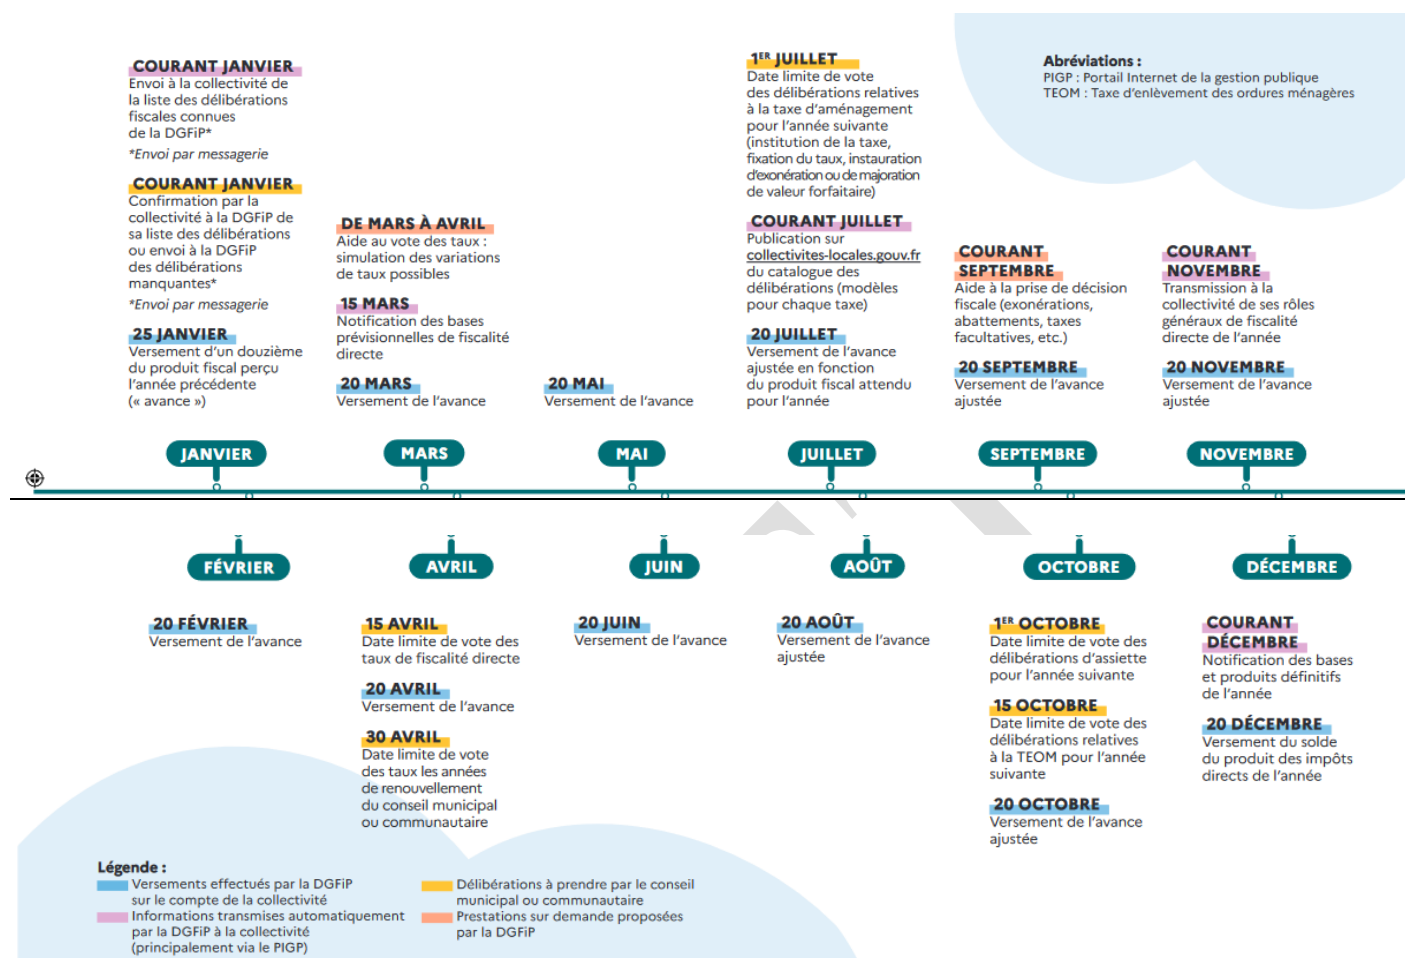 COURANT JANVIER
Envoi à la collectivité de
la liste des délibérations
fiscales connues
de la DGFiP*
*Envoi par messagerie
COURANT JANVIER
Confirmation par la
collectivité à la DGFiP de
sa liste des délibérations
ou envoi à la DGFiP
des délibérations
manquantes*
*Envoi par messagerie
25 JANVIER
Versement d'un douzième
du produit fiscal perçu
l'année précédente
(« avance »)
DE MARS À AVRIL
Aide au vote des taux :
simulation des variations
de taux possibles
15 MARS
Notification des bases
prévisionnelles de fiscalité
directe
20 MARS
Versement de l'avance
20 MAI
Versement de l'avance
1ER JUILLET
Date limite de vote
des délibérations relatives
à la taxe d'aménagement
pour l'année suivante
(institution de la taxe,
fixation du taux, instauration
d'exonération ou de majoration
de valeur forfaitaire)
COURANT JUILLET
Publication sur
collectivites-locales.gouv.fr
du catalogue des
délibérations (modèles
pour chaque taxe)
20 JUILLET
Versement de l'avance
ajustée en fonction
du produit fiscal attendu
pour l'année
COURANT
SEPTEMBRE
Aide à la prise de décision
fiscale (exonérations,
abattements, taxes
facultatives, etc.)
20 SEPTEMBRE
Versement de l'avance
ajustée
Abréviations :
PIGP : Portail Internet de la gestion publique
TEOM : Taxe d'enlèvement des ordures ménagères
COURANT
NOVEMBRE
Transmission à la
collectivité de ses rôles
généraux de fiscalité
directe de l'année
20 NOVEMBRE
Versement de l'avance
ajustée
JANVIER
MARS
MAI
JUILLET
SEPTEMBRE
NOVEMBRE
FÉVRIER
AVRIL
JUIN
AOÛT
OCTOBRE
DÉCEMBRE
20 FÉVRIER
Versement de l'avance
15 AVRIL
Date limite de vote des
taux de fiscalité directe
20 AVRIL
Versement de l'avance
30 AVRIL
Date limite de vote
des taux les années
de renouvellement
du conseil municipal
ou communautaire
20 JUIN
Versement de l'avance
20 AOÛT
Versement de l'avance
ajustée
1ER OCTOBRE
Date limite de vote des
délibérations d'assiette
pour l'année suivante
15 OCTOBRE
Date limite de vote des
délibérations relatives
à la TEOM pour l'année
suivante
20 OCTOBRE
Versement de l'avance
ajustée
COURANT
DÉCEMBRE
Notification des bases
et produits définitifs
de l'année
20 DÉCEMBRE
Versement du solde
du produit des impôts
directs de l'année
Légende :
Versements effectués par la DGFiP
sur le compte de la collectivité
Informations transmises automatiquement
par la DGFiP à la collectivité
(principalement via le PIGP)
Délibérations à prendre par le conseil
municipal ou communautaire
Prestations sur demande proposées
par la DGFiP